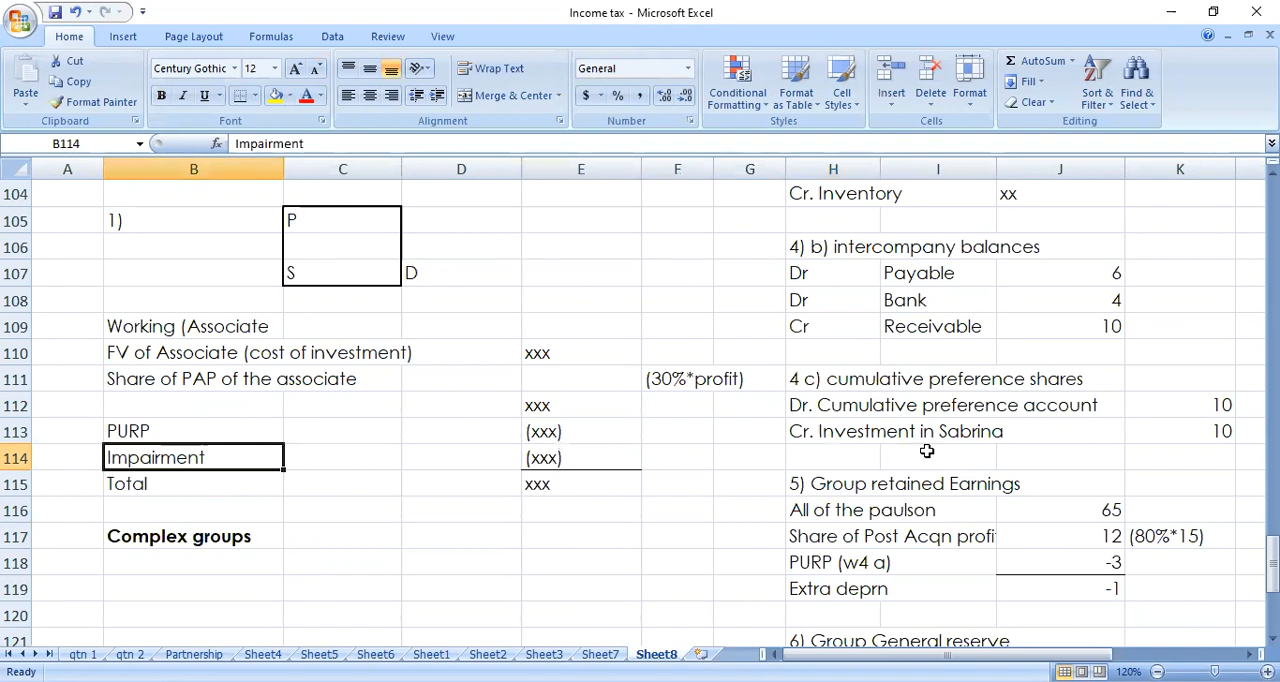 Income tax - Microsoft Excel
Home Insert Page Layout Formulas Data Review View
Paste
Cut
Copy
Format Painter
Clipboard
Century Gothic 12
B I U
Font
Wrap Text
Merge & Center
Alignment
General
$ % ,
Number
Conditional Formatting
Format as Table
Cell Styles
Styles
Insert Delete Format
Cells
Σ AutoSum
Fill
Clear
Sort & Filter
Find & Select
Editing
B114 fx Impairment
A B C D E F G H I J K
104 Cr. Inventory xx
105 1) P
106 4) b) intercompany balances
107 S D Dr Payable 6
108 Dr Bank 4
109 Working (Associate Cr Receivable 10
110 FV of Associate (cost of investment) xxx
111 Share of PAP of the associate (30%*profit) 4 c) cumulative preference shares
112 xxx Dr. Cumulative preference account 10
113 PURP (xxx) Cr. Investment in Sabrina 10
114 Impairment (xxx)
115 Total xxx 5) Group retained Earnings
116 All of the paulson 65
117 Complex groups Share of Post Acqn profi 12 (80%*15)
118 PURP (w4 a) -3
119 Extra deprn -1
120
121 6) Group General reserve
qtn 1 qtn 2 Partnership Sheet4 Sheet5 Sheet6 Sheet1 Sheet2 Sheet3 Sheet7 Sheet8
Ready 120%